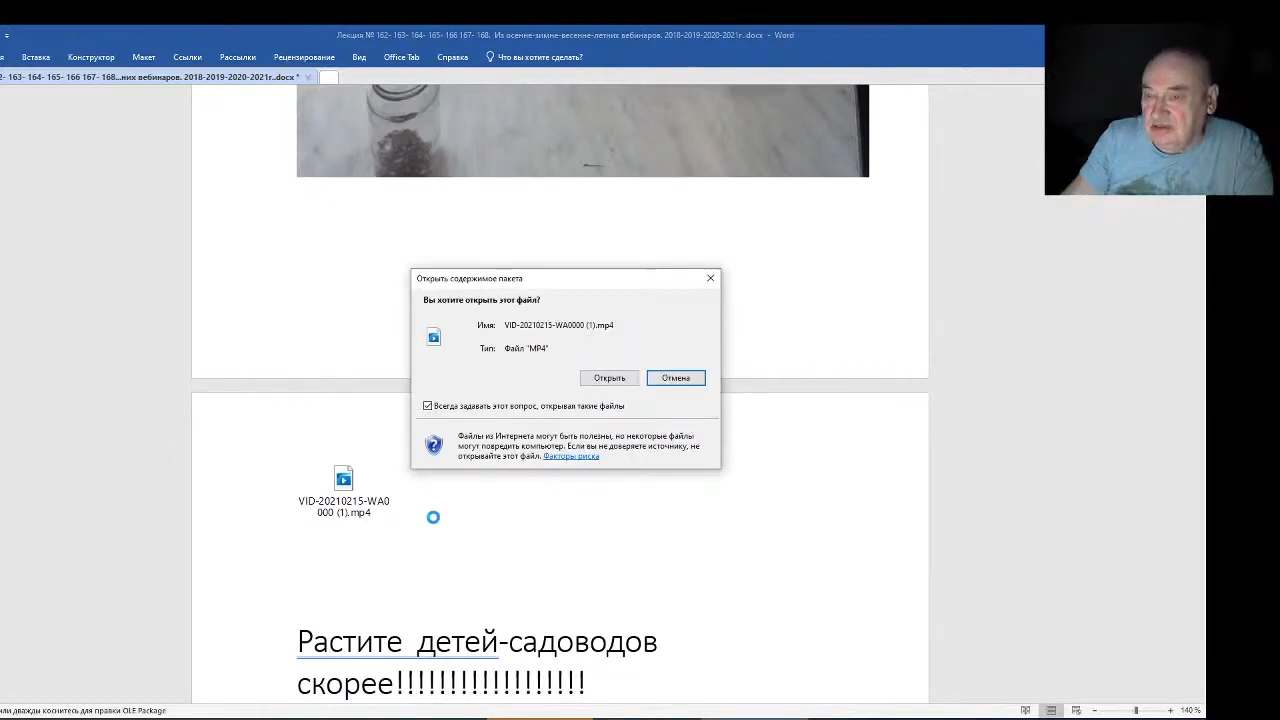 Лекция № 162- 163- 164- 165- 166 167- 168.  Из осенне-зимне-весенне-летних вебинаров. 2018-2019-2020-2021г..docx  -  Word
Вставка Конструктор Макет Ссылки Рассылки Рецензирование Вид Office Tab Справка Что вы хотите сделать?
2- 163- 164- 165- 166 167- 168...них вебинаров. 2018-2019-2020-2021г..docx *
Открыть содержимое пакета
Вы хотите открыть этот файл?
Имя: VID-20210215-WA0000 (1).mp4
Тип: Файл "MP4"
Открыть Отмена
Всегда задавать этот вопрос, открывая такие файлы
Файлы из Интернета могут быть полезны, но некоторые файлы
могут повредить компьютер. Если вы не доверяете источнику, не
открывайте этот файл. Факторы риска
VID-20210215-WA0
000 (1).mp4
Растите детей-садоводов
скорее!!!!!!!!!!!!!!!!!!
или дважды коснитесь для правки OLE Package
140 %